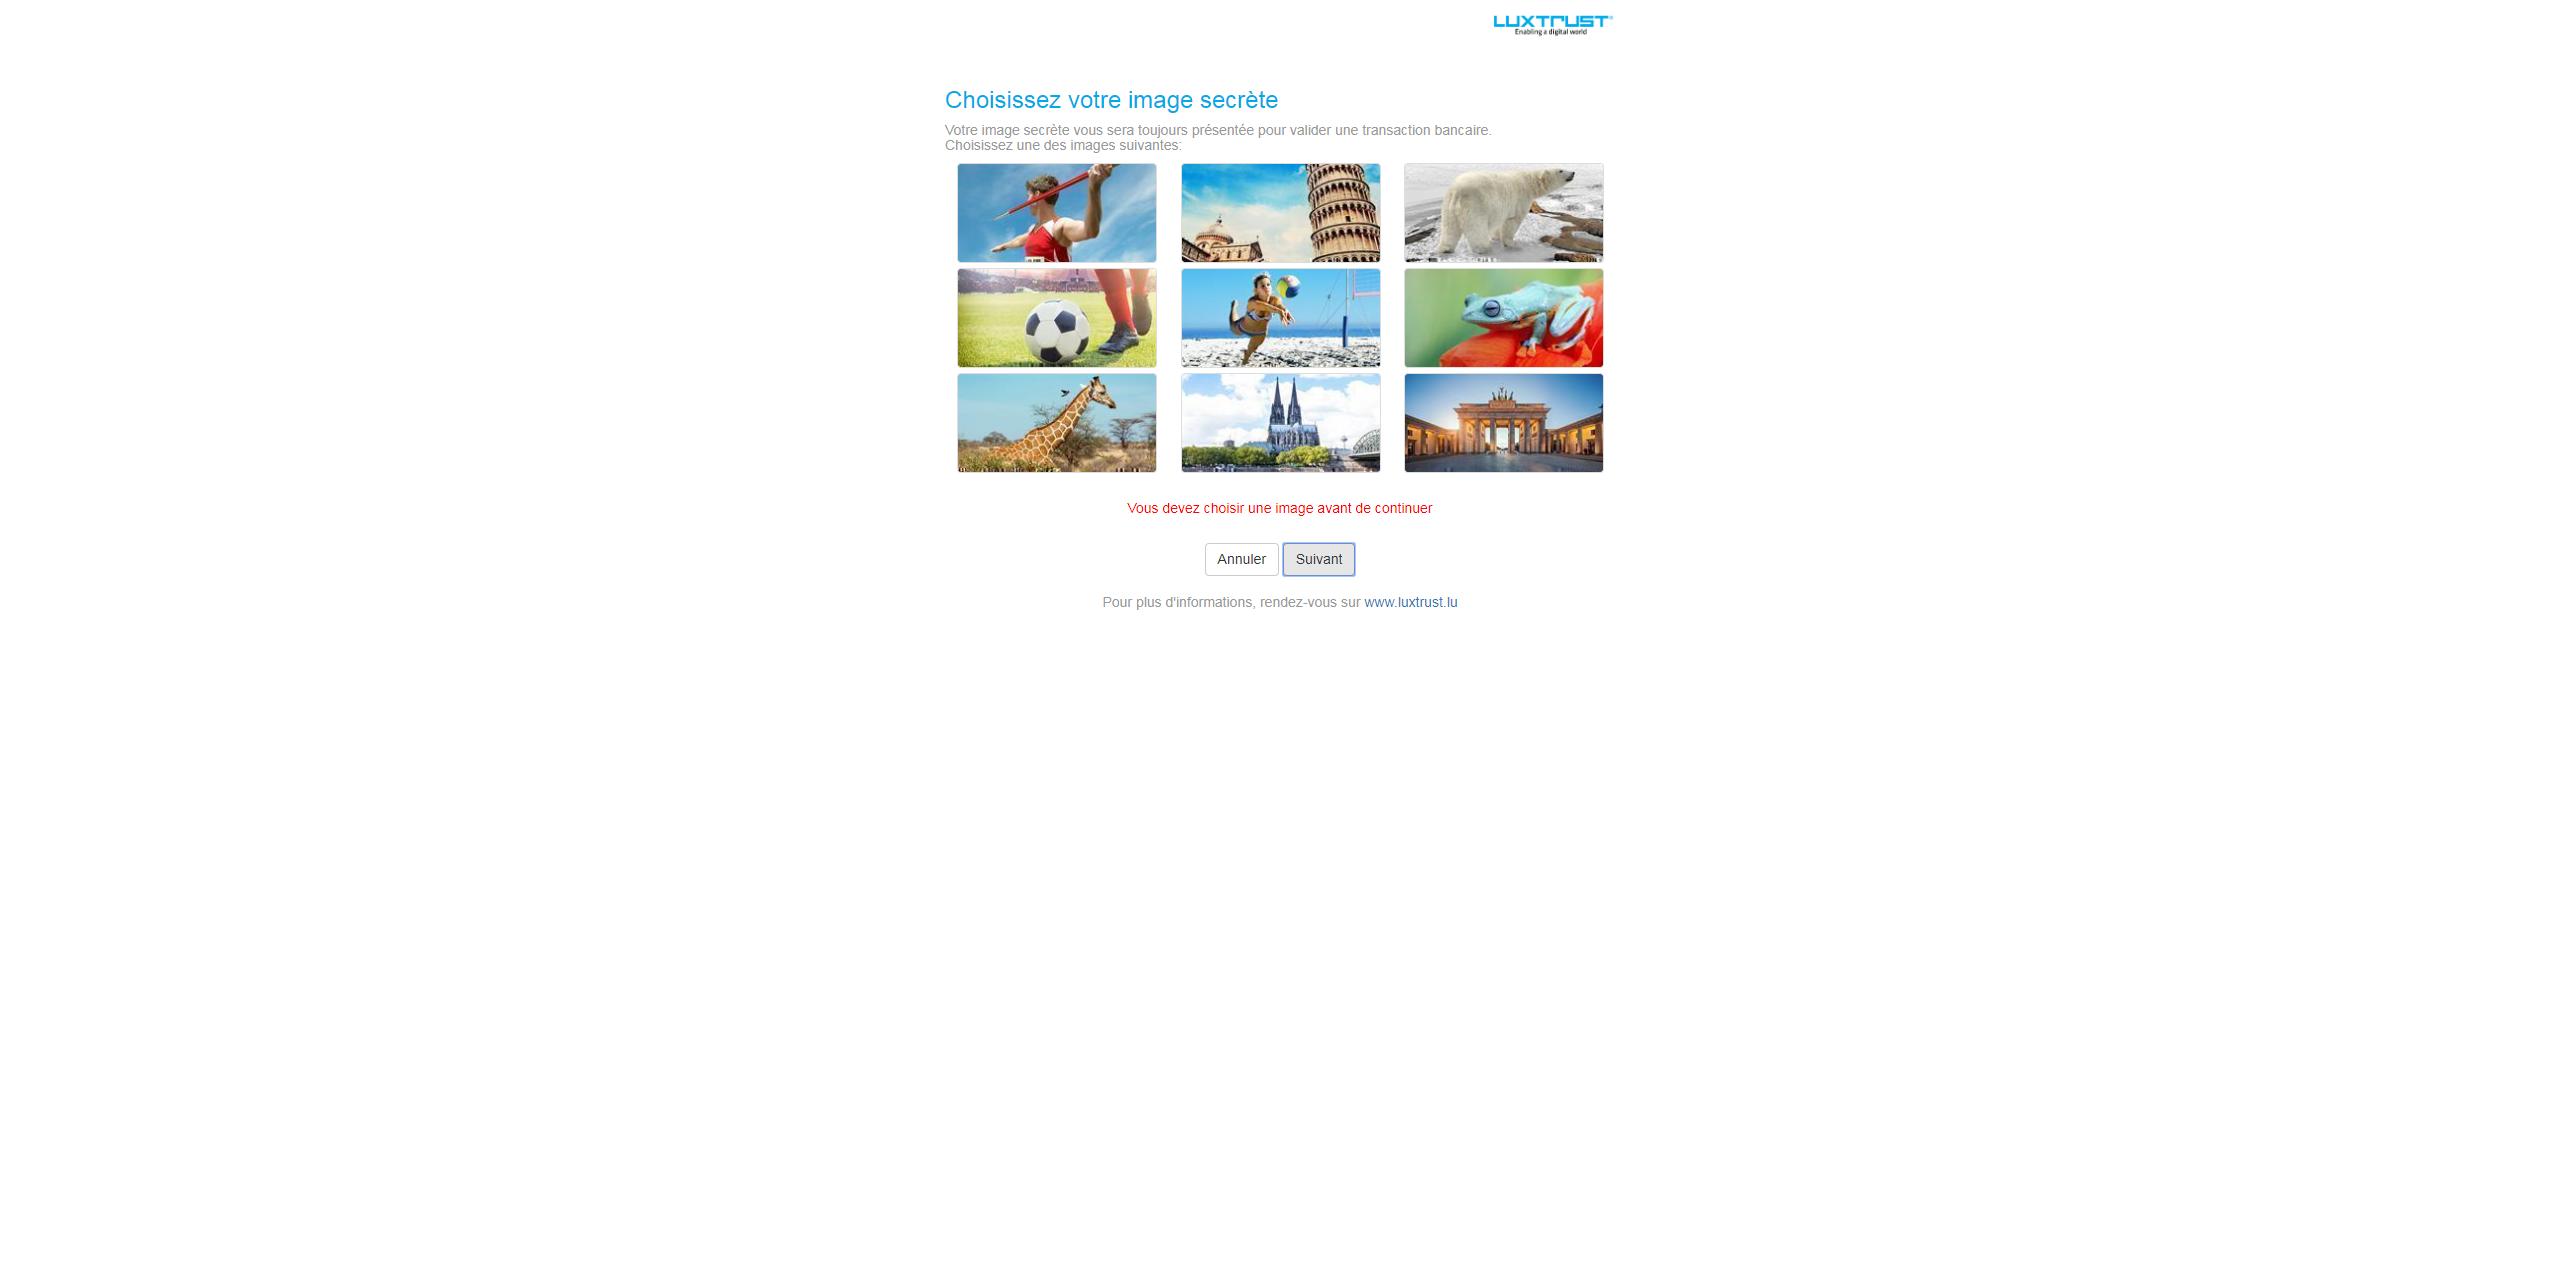 LUXTRUST
Enabling a digital world
Choisissez votre image secrète
Votre image secrète vous sera toujours présentée pour valider une transaction bancaire.
Choisissez une des images suivantes:
Vous devez choisir une image avant de continuer
Annuler Suivant
Pour plus d'informations, rendez-vous sur www.luxtrust.lu